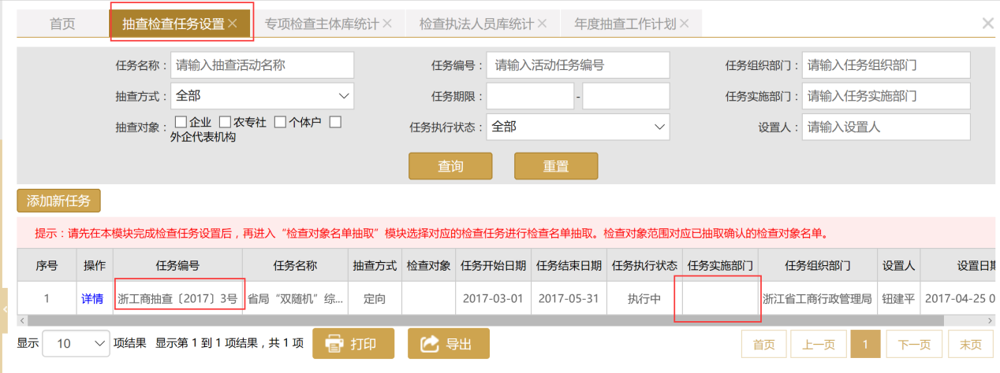 首页 抽查检查任务设置 专项检查主体库统计 检查执法人员库统计 年度抽查工作计划
任务名称： 请输入抽查活动名称 任务编号： 请输入活动任务编号 任务组织部门： 请输入任务组织部门
抽查方式： 全部 任务期限： - 任务实施部门： 请输入任务实施部门
抽查对象： 企业 农专社 个体户 任务执行状态： 全部 设置人： 请输入设置人
外企代表机构
查询 重置
添加新任务
提示：请先在本模块完成检查任务设置后，再进入“检查对象名单抽取”模块选择对应的检查任务进行检查名单抽取。检查对象范围对应已抽取确认的检查对象名单。
序号 操作 任务编号 任务名称 抽查方式 检查对象 任务开始日期 任务结束日期 任务执行状态 任务实施部门 任务组织部门 设置人 设置日期
1 详情 浙工商抽查〔2017〕3号 省局“双随机”综... 定向 2017-03-01 2017-05-31 执行中 浙江省工商行政管理局 钮建平 2017-04-25 0
显示 10 项结果 显示第 1 到 1 项结果，共 1 项 打印 导出 首页 上一页 1 下一页 末页